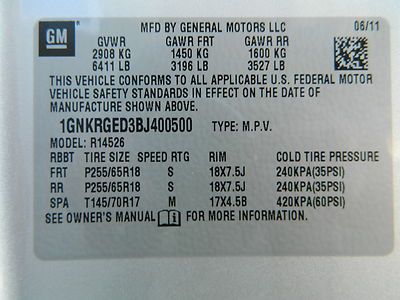 GM MFD BY GENERAL MOTORS LLC 06/11
GVWR GAWR FRT GAWR RR
2908 KG 1450 KG 1600 KG
6411 LB 3196 LB 3527 LB
THIS VEHICLE CONFORMS TO ALL APPLICABLE U.S. FEDERAL MOTOR
VEHICLE SAFETY STANDARDS IN EFFECT ON THE DATE OF
MANUFACTURE SHOWN ABOVE.
1GNKRGED3BJ400500 TYPE: M.P.V.
MODEL: R14526
RBBT TIRE SIZE SPEED RTG RIM COLD TIRE PRESSURE
FRT P255/65R18 S 18X7.5J 240KPA(35PSI)
RR P255/65R18 S 18X7.5J 240KPA(35PSI)
SPA T145/70R17 M 17X4.5B 420KPA(60PSI)
SEE OWNER'S MANUAL i FOR MORE INFORMATION.